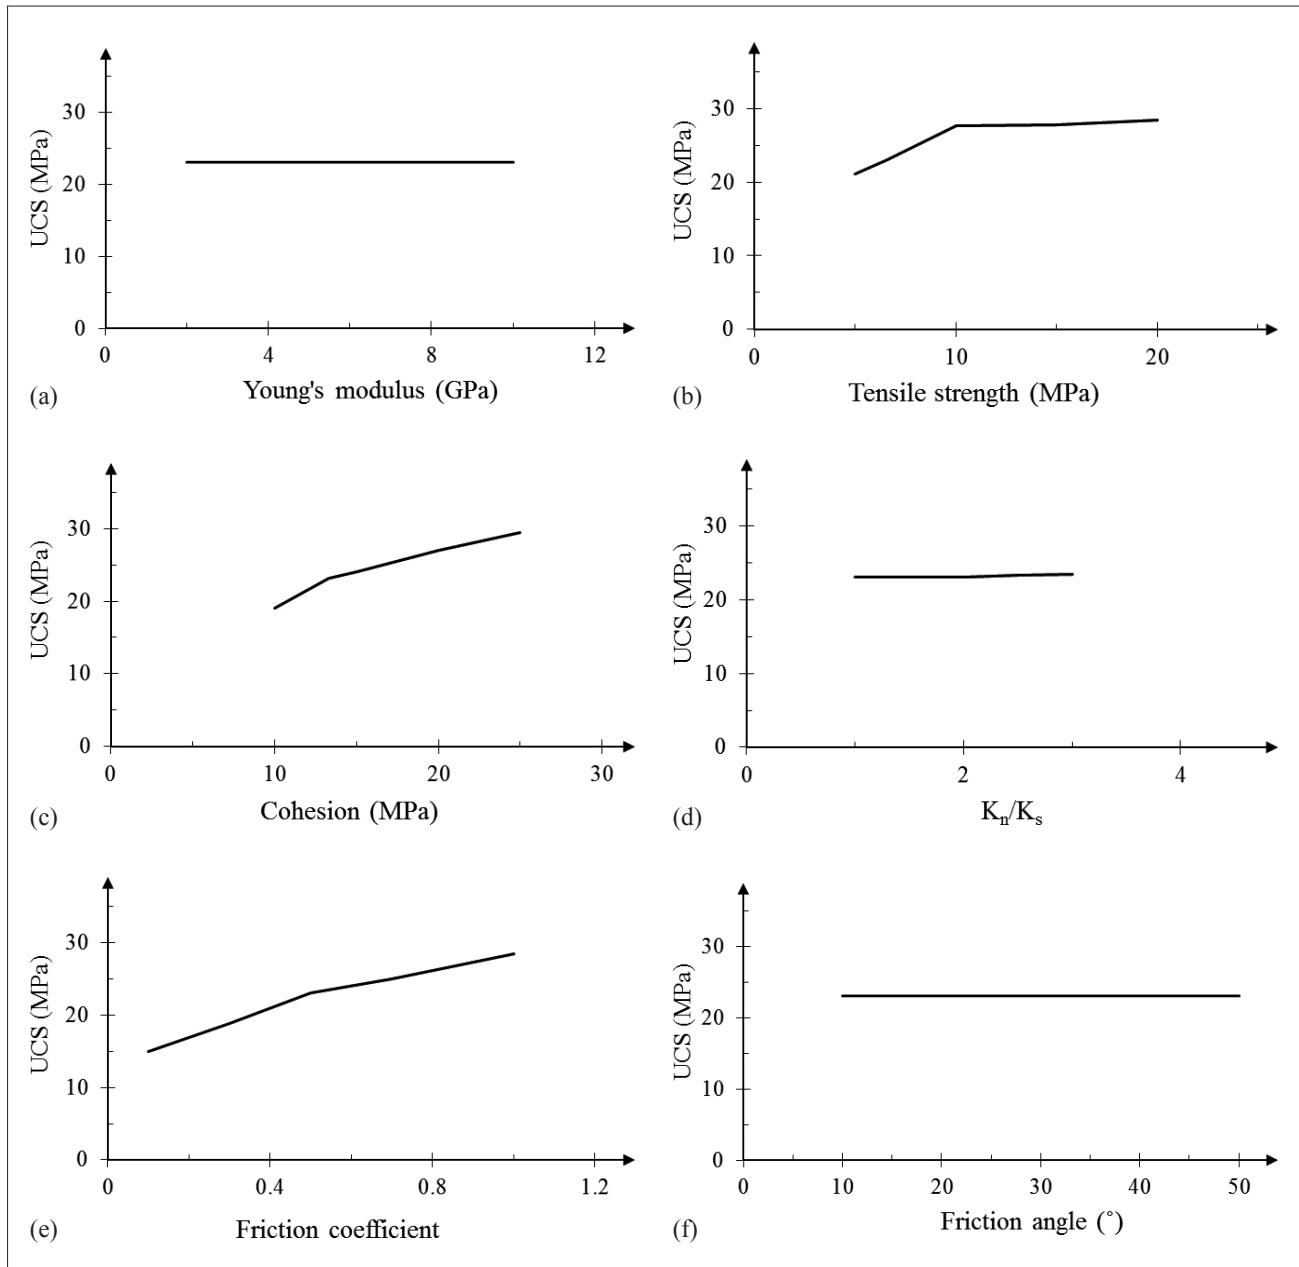 UCS (MPa)
30
20
10
0
0 4 8 12
Young's modulus (GPa)
(a)
UCS (MPa)
30
20
10
0
0 10 20
Tensile strength (MPa)
(b)
UCS (MPa)
30
20
10
0
0 10 20 30
Cohesion (MPa)
(c)
UCS (MPa)
30
20
10
0
0 2 4
Kn/Ks
(d)
UCS (MPa)
30
20
10
0
0 0.4 0.8 1.2
Friction coefficient
(e)
UCS (MPa)
30
20
10
0
0 10 20 30 40 50
Friction angle (°)
(f)